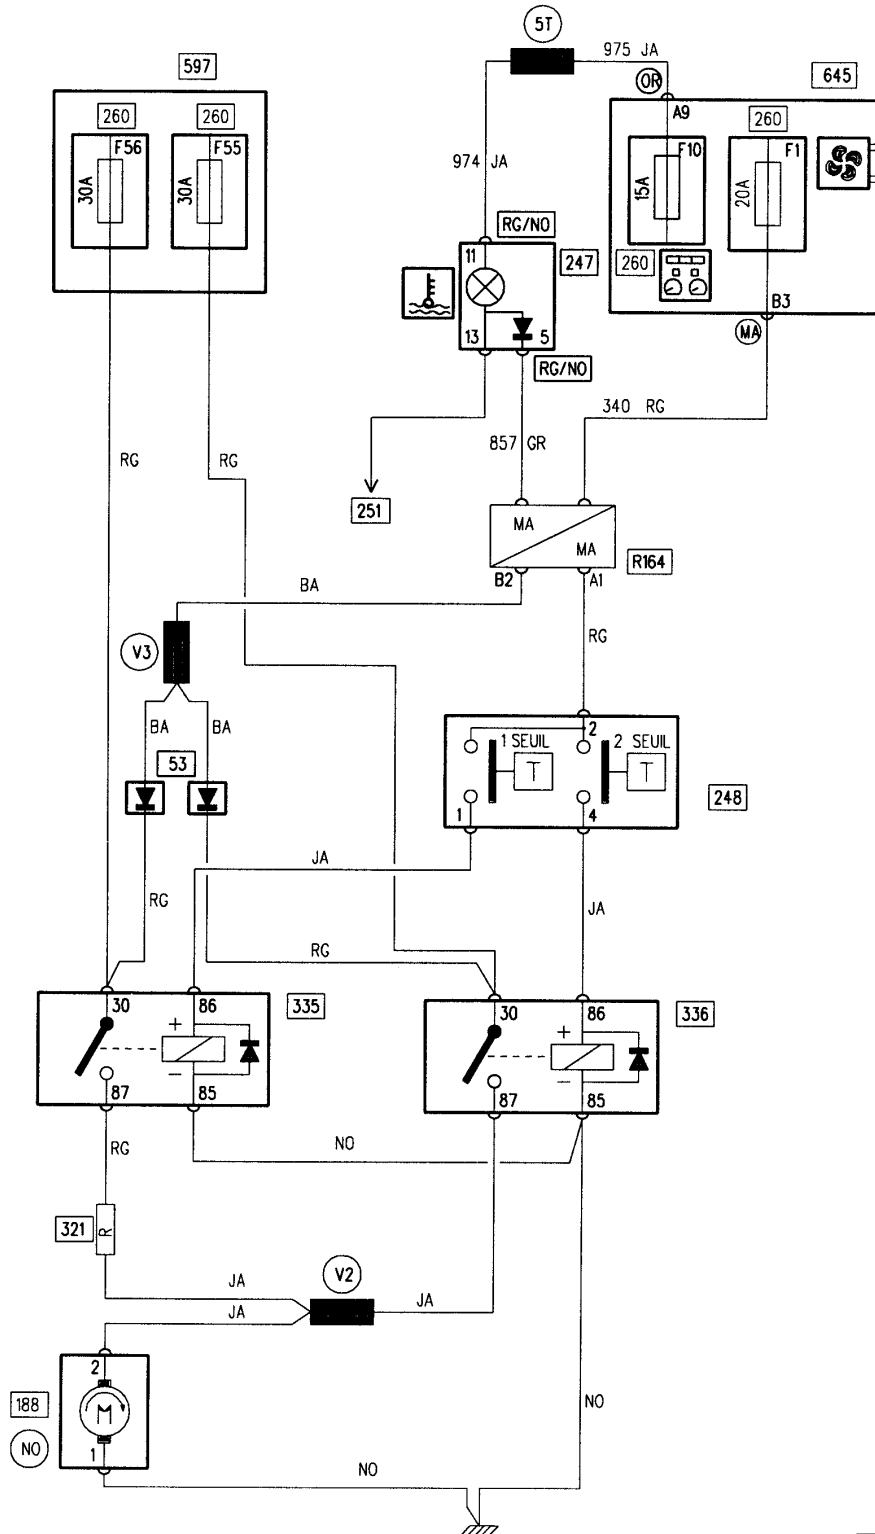 5T
975 JA
597
OR
645
A9
260
260
260
F56
F55
F10
F1
30A
30A
15A
20A
974 JA
RG/NO
11
247
260
13
5
B3
MA
RG/NO
340 RG
857 GR
RG
RG
251
MA
MA
R164
B2
A1
BA
RG
V3
BA
BA
2
1 SEUIL
2 SEUIL
T
T
53
248
1
4
JA
RG
JA
RG
30
86
335
30
86
336
+
+
−
−
87
85
87
85
RG
NO
321
R
V2
JA
JA
JA
2
188
M
NO
NO
1
NO